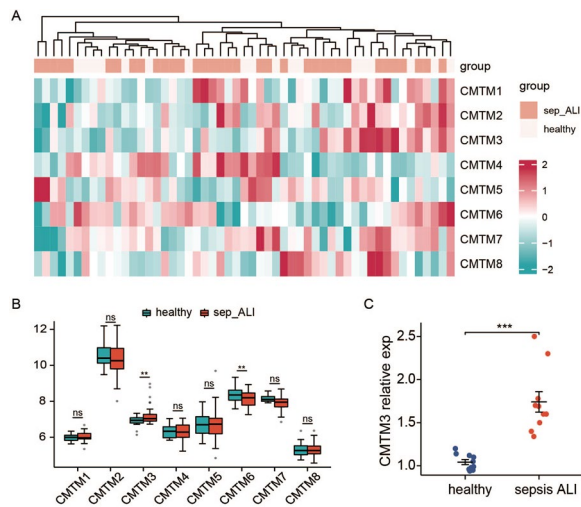 A
group
CMTM1
CMTM2
CMTM3
CMTM4
CMTM5
CMTM6
CMTM7
CMTM8
group
sep_ALI
healthy
2
1
0
-1
-2
B
healthy sep_ALI
12
10
8
6
ns
ns
**
ns
ns
**
ns
ns
CMTM1
CMTM2
CMTM3
CMTM4
CMTM5
CMTM6
CMTM7
CMTM8
C
CMTM3 relative exp
2.5
2.0
1.5
1.0
***
healthy sepsis ALI